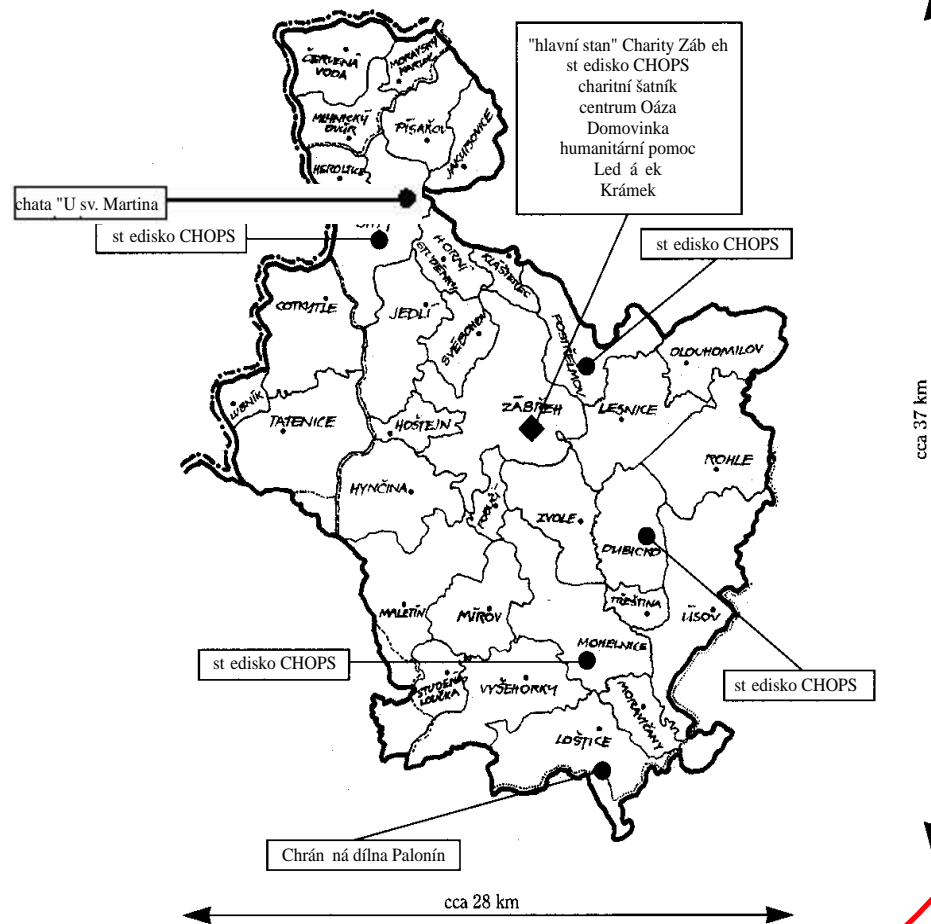 "hlavní stan" Charity Záb eh
st edisko CHOPS
charitní šatník
centrum Oáza
Domovinka
humanitární pomoc
Led á ek
Krámek
ČERVENÁ
VODA
MORAVSKÝ
KARLOV
MLÝNICKÝ
DVŮR
PÍSAŘOV
JAKUBOVICE
HEROLTICE
chata "U sv. Martina
st edisko CHOPS
st edisko CHOPS
HORNÍ
STUDÉNKY
KLÁŠTEREC
COTKYTLE
JEDLÍ
SVÉBOHOV
POSTŘELMOV
DLOUHOMILOV
LUBNÍK
TATENICE
HOŠTEJN
ZÁBŘEH
LESNICE
cca 37 km
ROHLE
HYNČINA
ZVOLE
DUBICKO
MALETÍN
MÍROV
TŘEŠTINA
ÚSOV
MOHELNICE
st edisko CHOPS
STUDENÁ
LOUČKA
VYŠEHORKY
MORAVIČANY
st edisko CHOPS
LOŠTICE
Chrán ná dílna Palonín
cca 28 km